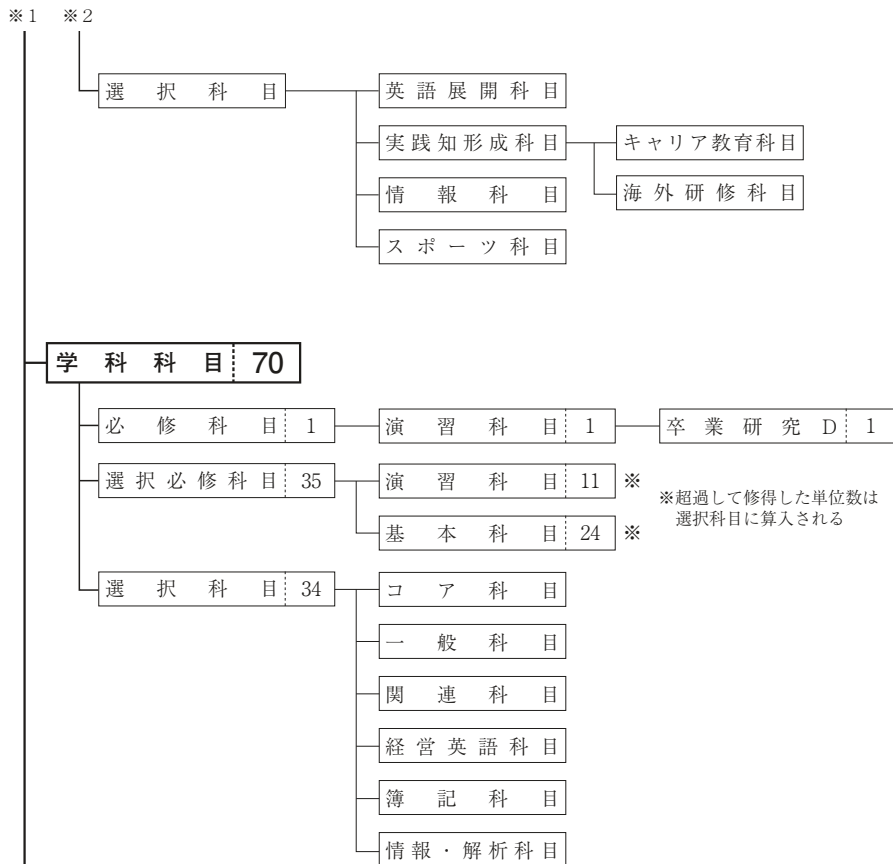 ※1 ※2
選択科目
英語展開科目
実践知形成科目
キャリア教育科目
情報科目
海外研修科目
スポーツ科目
学科科目 70
必修科目 1
演習科目 1
卒業研究D 1
選択必修科目 35
演習科目 11 ※
※超過して修得した単位数は
選択科目に算入される
基本科目 24 ※
選択科目 34
コア科目
一般科目
関連科目
経営英語科目
簿記科目
情報・解析科目